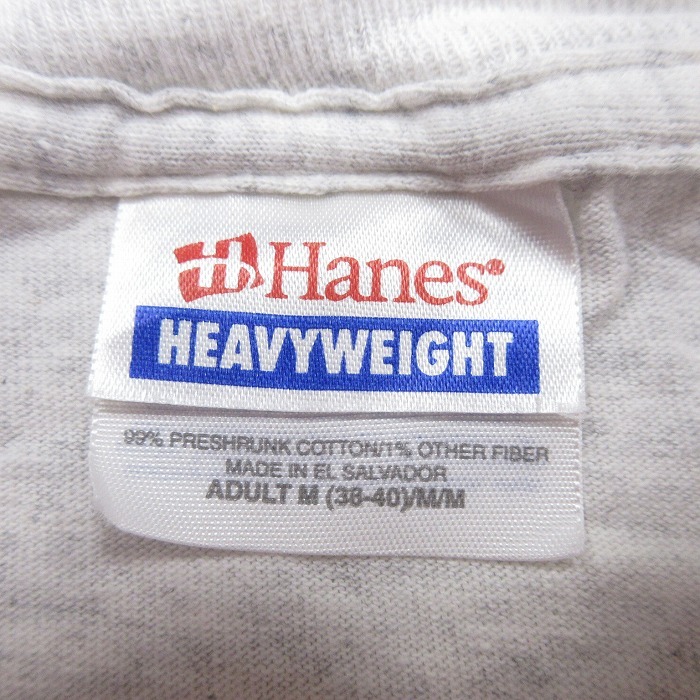 Hanes®
HEAVYWEIGHT
99% PRESHRUNK COTTON/1% OTHER FIBER
MADE IN EL SALVADOR
ADULT M (38-40)/M/M